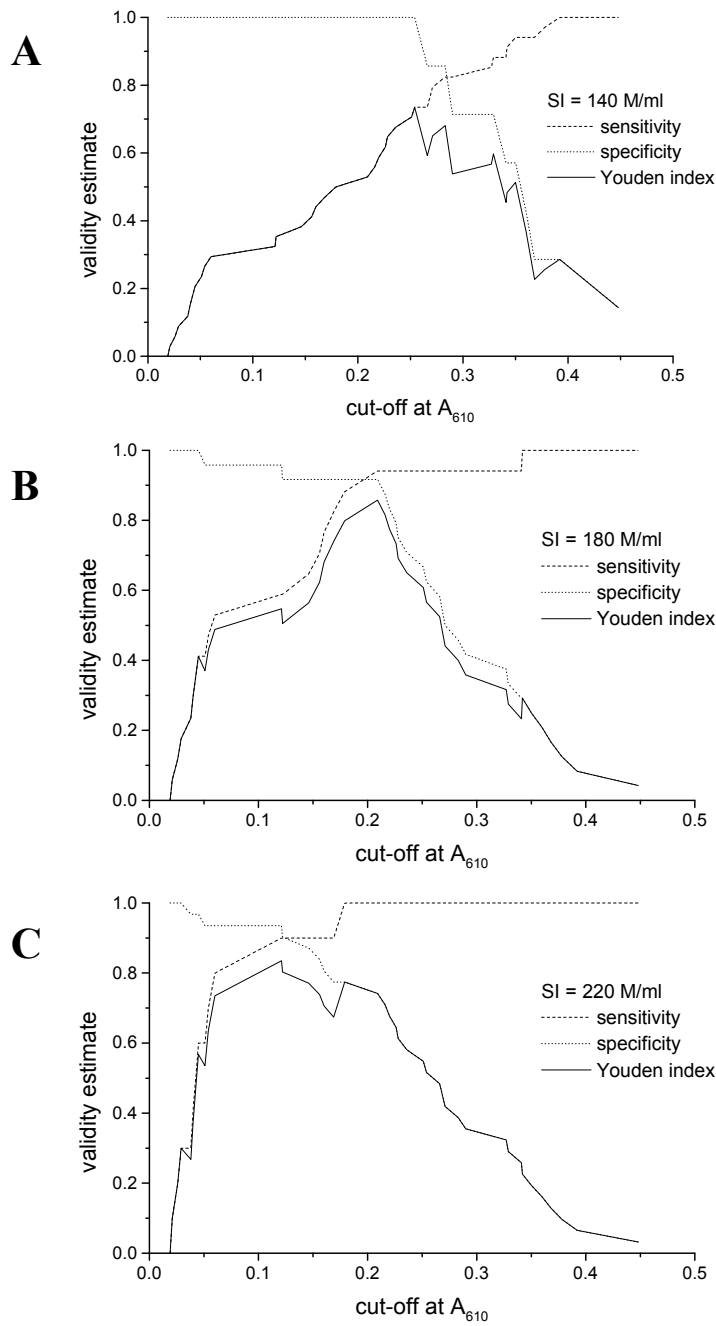 A
1.0
0.8
0.6
0.4
0.2
0.0
validity estimate
SI = 140 M/ml
sensitivity
specificity
Youden index
0.0 0.1 0.2 0.3 0.4 0.5
cut-off at A610
B
1.0
0.8
0.6
0.4
0.2
0.0
validity estimate
SI = 180 M/ml
sensitivity
specificity
Youden index
0.0 0.1 0.2 0.3 0.4 0.5
cut-off at A610
C
1.0
0.8
0.6
0.4
0.2
0.0
validity estimate
SI = 220 M/ml
sensitivity
specificity
Youden index
0.0 0.1 0.2 0.3 0.4 0.5
cut-off at A610